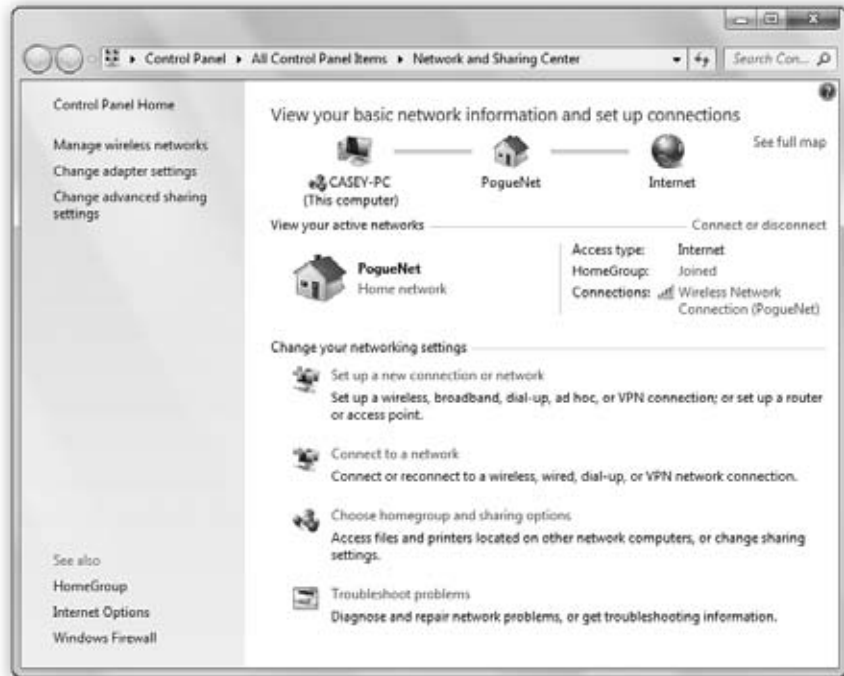 Control Panel ▸ All Control Panel Items ▸ Network and Sharing Center
Search Con...
Control Panel Home
Manage wireless networks
Change adapter settings
Change advanced sharing
settings
See also
HomeGroup
Internet Options
Windows Firewall
View your basic network information and set up connections
See full map
CASEY-PC
(This computer)
PogueNet
Internet
View your active networks
Connect or disconnect
PogueNet
Home network
Access type: Internet
HomeGroup: Joined
Connections: Wireless Network
Connection (PogueNet)
Change your networking settings
Set up a new connection or network
Set up a wireless, broadband, dial-up, ad hoc, or VPN connection; or set up a router
or access point.
Connect to a network
Connect or reconnect to a wireless, wired, dial-up, or VPN network connection.
Choose homegroup and sharing options
Access files and printers located on other network computers, or change sharing
settings.
Troubleshoot problems
Diagnose and repair network problems, or get troubleshooting information.